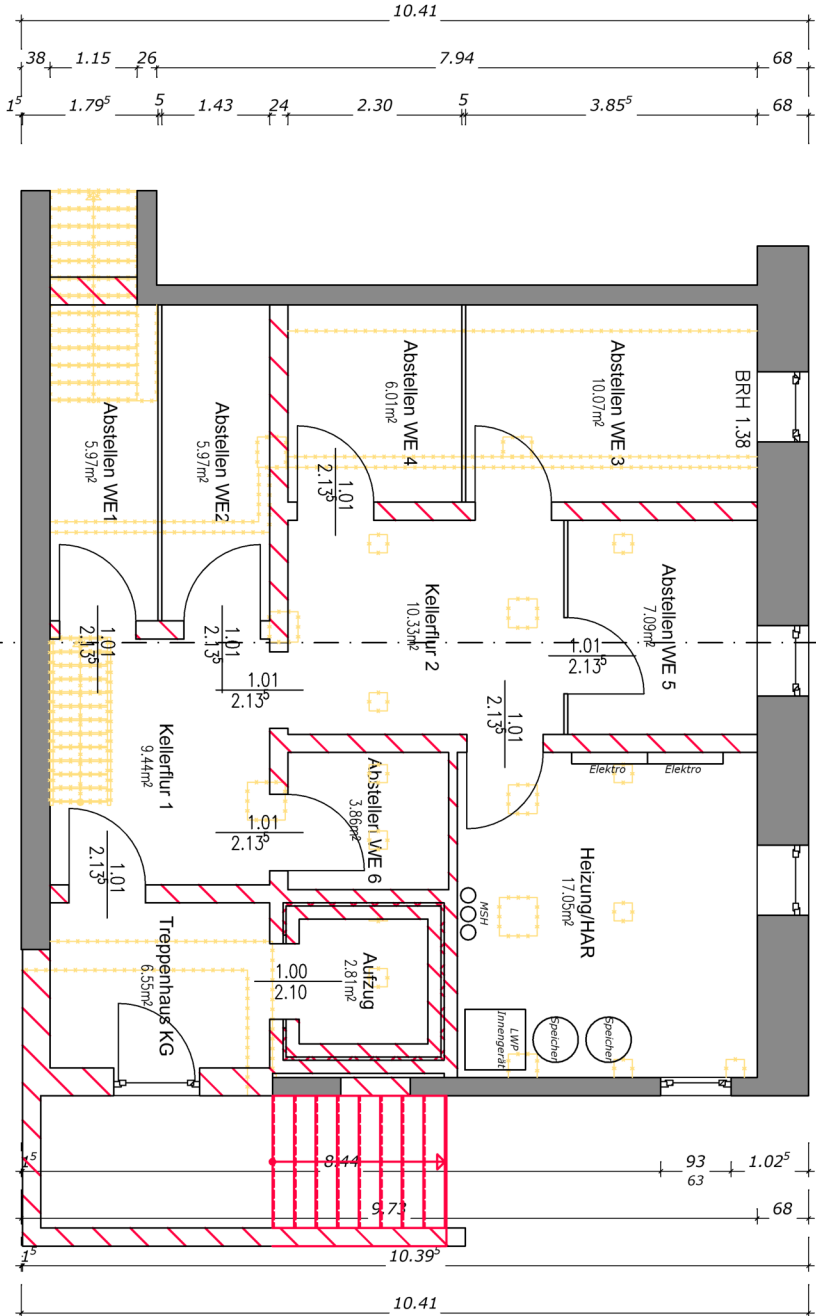 10.41
38 1.15 26 7.94 68
1⁵ 1.79⁵ 5 1.43 24 2.30 5 3.85⁵ 68
BRH 1.38
Abstellen WE 4
6.01m²
Abstellen WE 3
10.07m²
Abstellen WE1
5.97m²
Abstellen WE2
5.97m²
1.01
2.13⁵
Kellerflur 2
10.33m²
Abstellen WE 5
7.09m²
1.01
2.13⁵
1.01
2.13⁵
1.01
2.13⁵
1.01
2.13⁵
1.01
2.13⁵
Kellerflur 1
9.44m²
Abstellen WE 6
3.86m²
Elektro
Elektro
1.01
2.13⁵
1.01
2.13⁵
Heizung/HAR
17.05m²
MSH
Treppenhaus KG
6.55m²
Aufzug
2.81m²
1.00
2.10
LWP
Innengerät
Speicher
Speicher
1⁵ 8.44 93 1.02⁵
63
9.73 68
1⁵ 10.39⁵
10.41